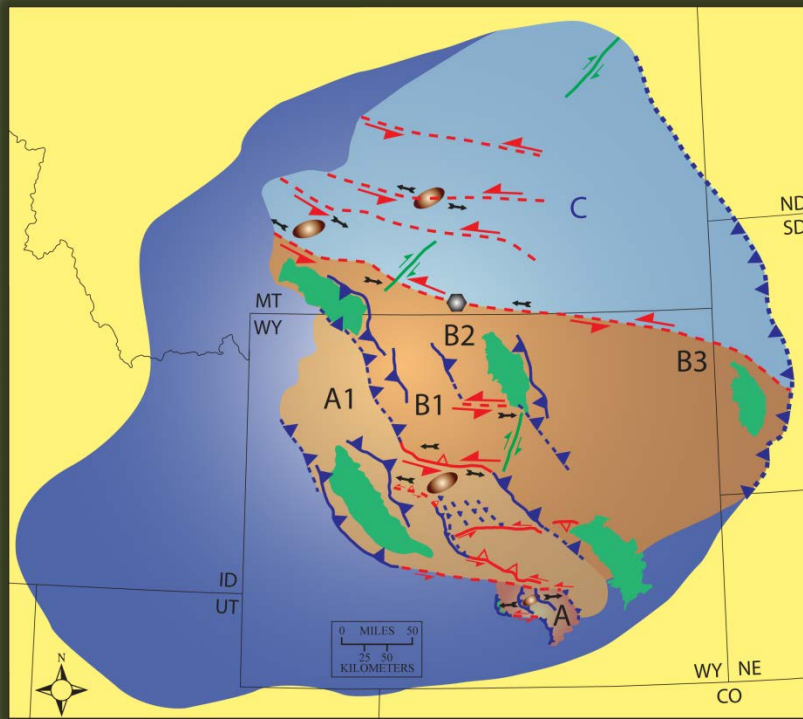 C
ND
SD
MT
WY
B2
B3
A1
B1
ID
UT
0 MILES 50
25 50
KILOMETERS
A
N
WY NE
CO